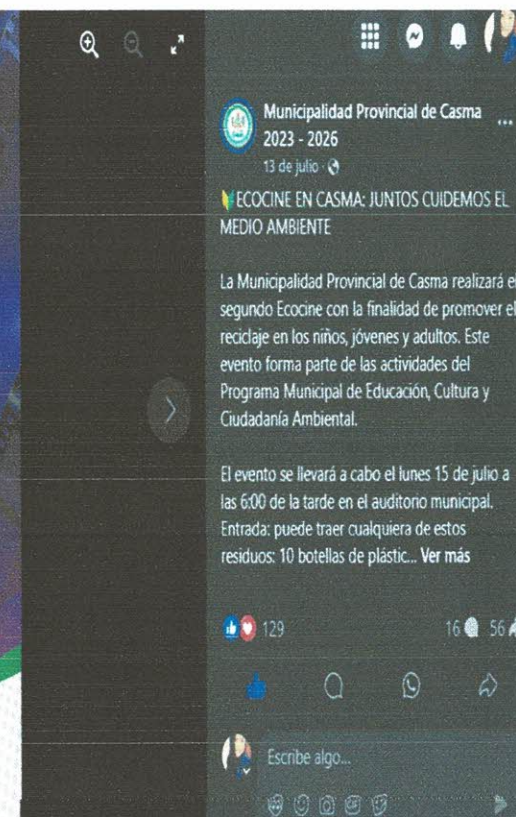 Municipalidad Provincial de Casma
2023 - 2026
13 de julio
ECOCINE EN CASMA: JUNTOS CUIDEMOS EL
MEDIO AMBIENTE
La Municipalidad Provincial de Casma realizará el
segundo Ecocine con la finalidad de promover el
reciclaje en los niños, jóvenes y adultos. Este
evento forma parte de las actividades del
Programa Municipal de Educación, Cultura y
Ciudadanía Ambiental.
El evento se llevará a cabo el lunes 15 de julio a
las 6:00 de la tarde en el auditorio municipal.
Entrada: puede traer cualquiera de estos
residuos: 10 botellas de plástic... Ver más
129
16
56
Escribe algo...